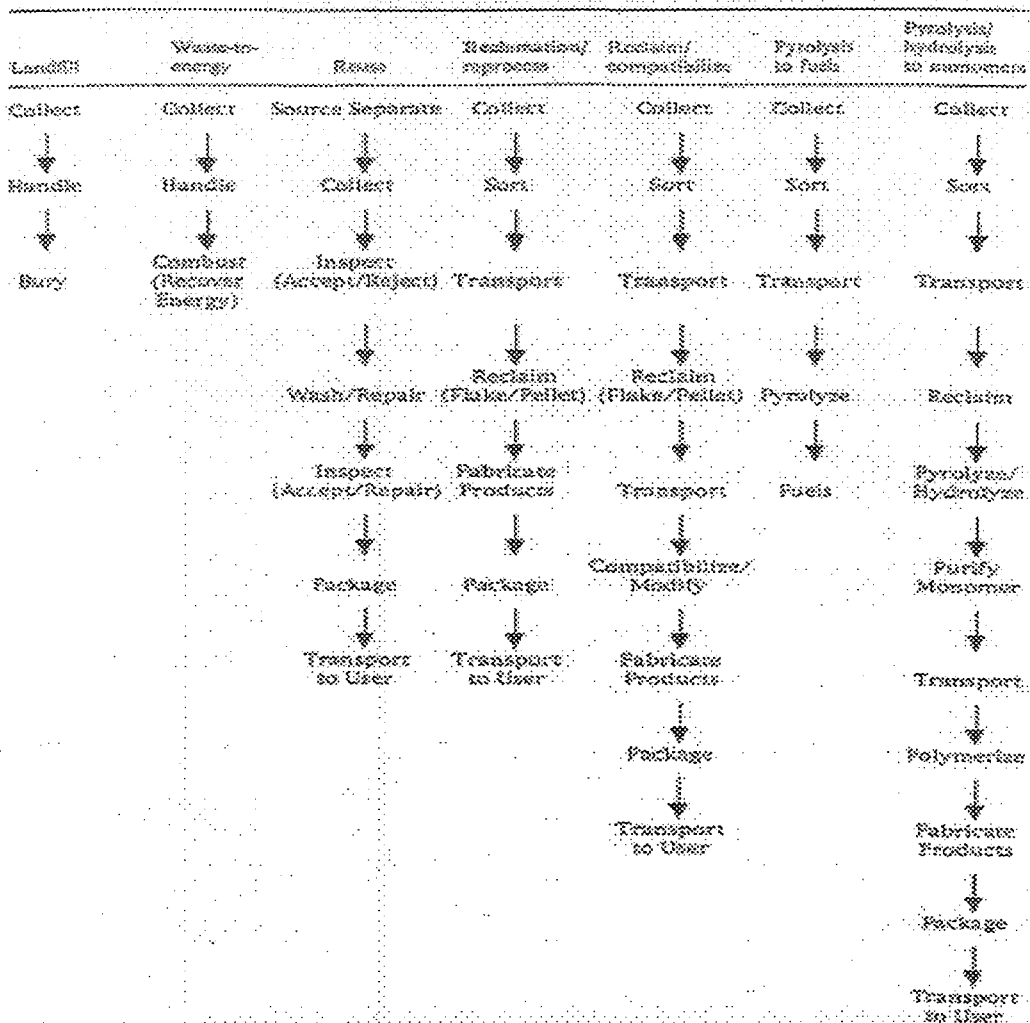 Landfill
Waste-to-
energy
Reuse
Reclamation/
reprocess
Reclaim/
compatibilize
Pyrolysis
to fuels
Pyrolysis/
hydrolysis
to monomers
Collect
Handle
Bury
Collect
Handle
Combust
(Recover
Energy)
Source Separate
Collect
Inspect
(Accept/Reject)
Wash/Repair
Inspect
(Accept/Repair)
Package
Transport
to User
Collect
Sort
Transport
Reclaim
(Flake/Pellet)
Fabricate
Products
Package
Transport
to User
Collect
Sort
Transport
Reclaim
(Flake/Pellet)
Transport
Compatibilize/
Modify
Fabricate
Products
Package
Transport
to User
Collect
Sort
Transport
Pyrolyze
Fuels
Collect
Sort
Transport
Reclaim
Pyrolyze/
Hydrolyze
Purify
Monomer
Transport
Polymerize
Fabricate
Products
Package
Transport
to User